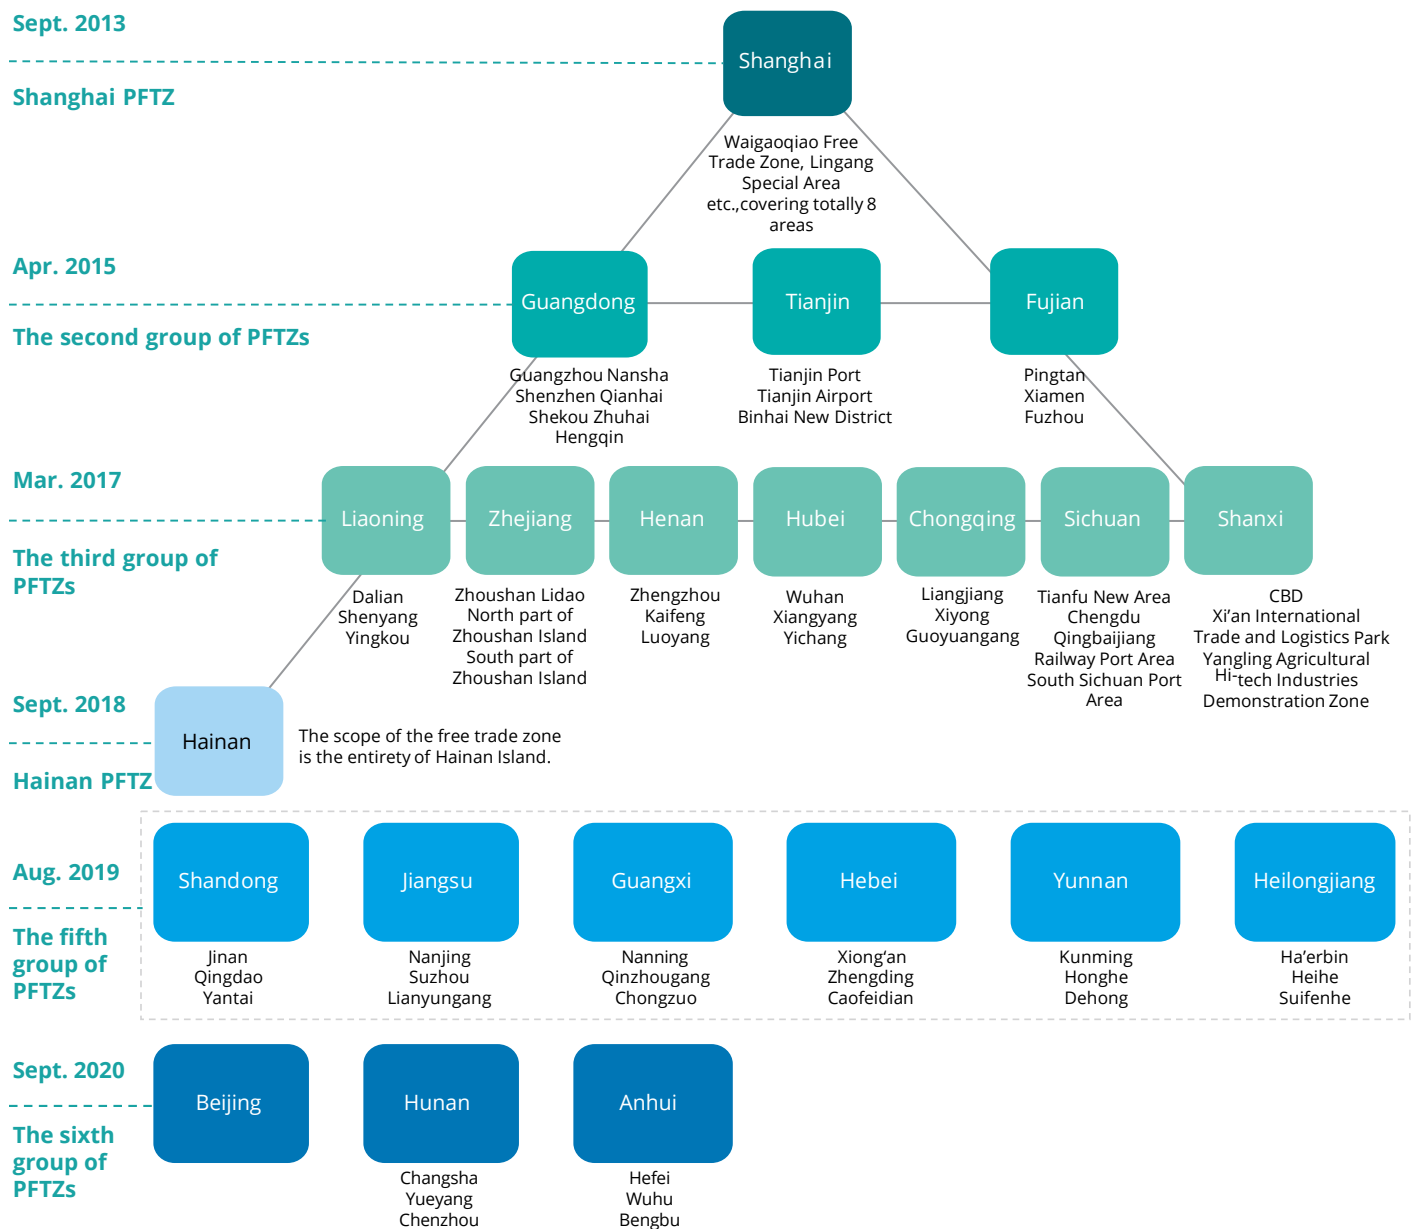 Sept. 2013
Shanghai PFTZ
Shanghai
Waigaoqiao Free
Trade Zone, Lingang
Special Area
etc.,covering totally 8
areas
Apr. 2015
The second group of PFTZs
Guangdong
Guangzhou Nansha
Shenzhen Qianhai
Shekou Zhuhai
Hengqin
Tianjin
Tianjin Port
Tianjin Airport
Binhai New District
Fujian
Pingtan
Xiamen
Fuzhou
Mar. 2017
The third group of
PFTZs
Liaoning
Dalian
Shenyang
Yingkou
Zhejiang
Zhoushan Lidao
North part of
Zhoushan Island
South part of
Zhoushan Island
Henan
Zhengzhou
Kaifeng
Luoyang
Hubei
Wuhan
Xiangyang
Yichang
Chongqing
Liangjiang
Xiyong
Guoyuangang
Sichuan
Tianfu New Area
Chengdu
Qingbaijiang
Railway Port Area
South Sichuan Port
Area
Shanxi
CBD
Xi’an International
Trade and Logistics Park
Yangling Agricultural
Hi-tech Industries
Demonstration Zone
Sept. 2018
Hainan PFTZ
Hainan
The scope of the free trade zone
is the entirety of Hainan Island.
Aug. 2019
The fifth
group of
PFTZs
Shandong
Jinan
Qingdao
Yantai
Jiangsu
Nanjing
Suzhou
Lianyungang
Guangxi
Nanning
Qinzhougang
Chongzuo
Hebei
Xiong‘an
Zhengding
Caofeidian
Yunnan
Kunming
Honghe
Dehong
Heilongjiang
Ha’erbin
Heihe
Suifenhe
Sept. 2020
The sixth
group of
PFTZs
Beijing
Hunan
Changsha
Yueyang
Chenzhou
Anhui
Hefei
Wuhu
Bengbu